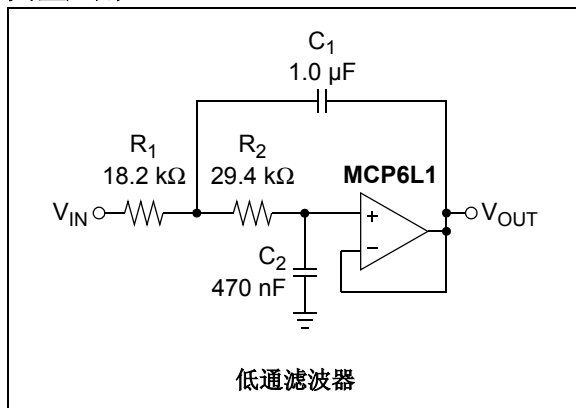 C1
1.0 µF
R1
18.2 kΩ
R2
29.4 kΩ
MCP6L1
VIN
+
−
VOUT
C2
470 nF
低通滤波器